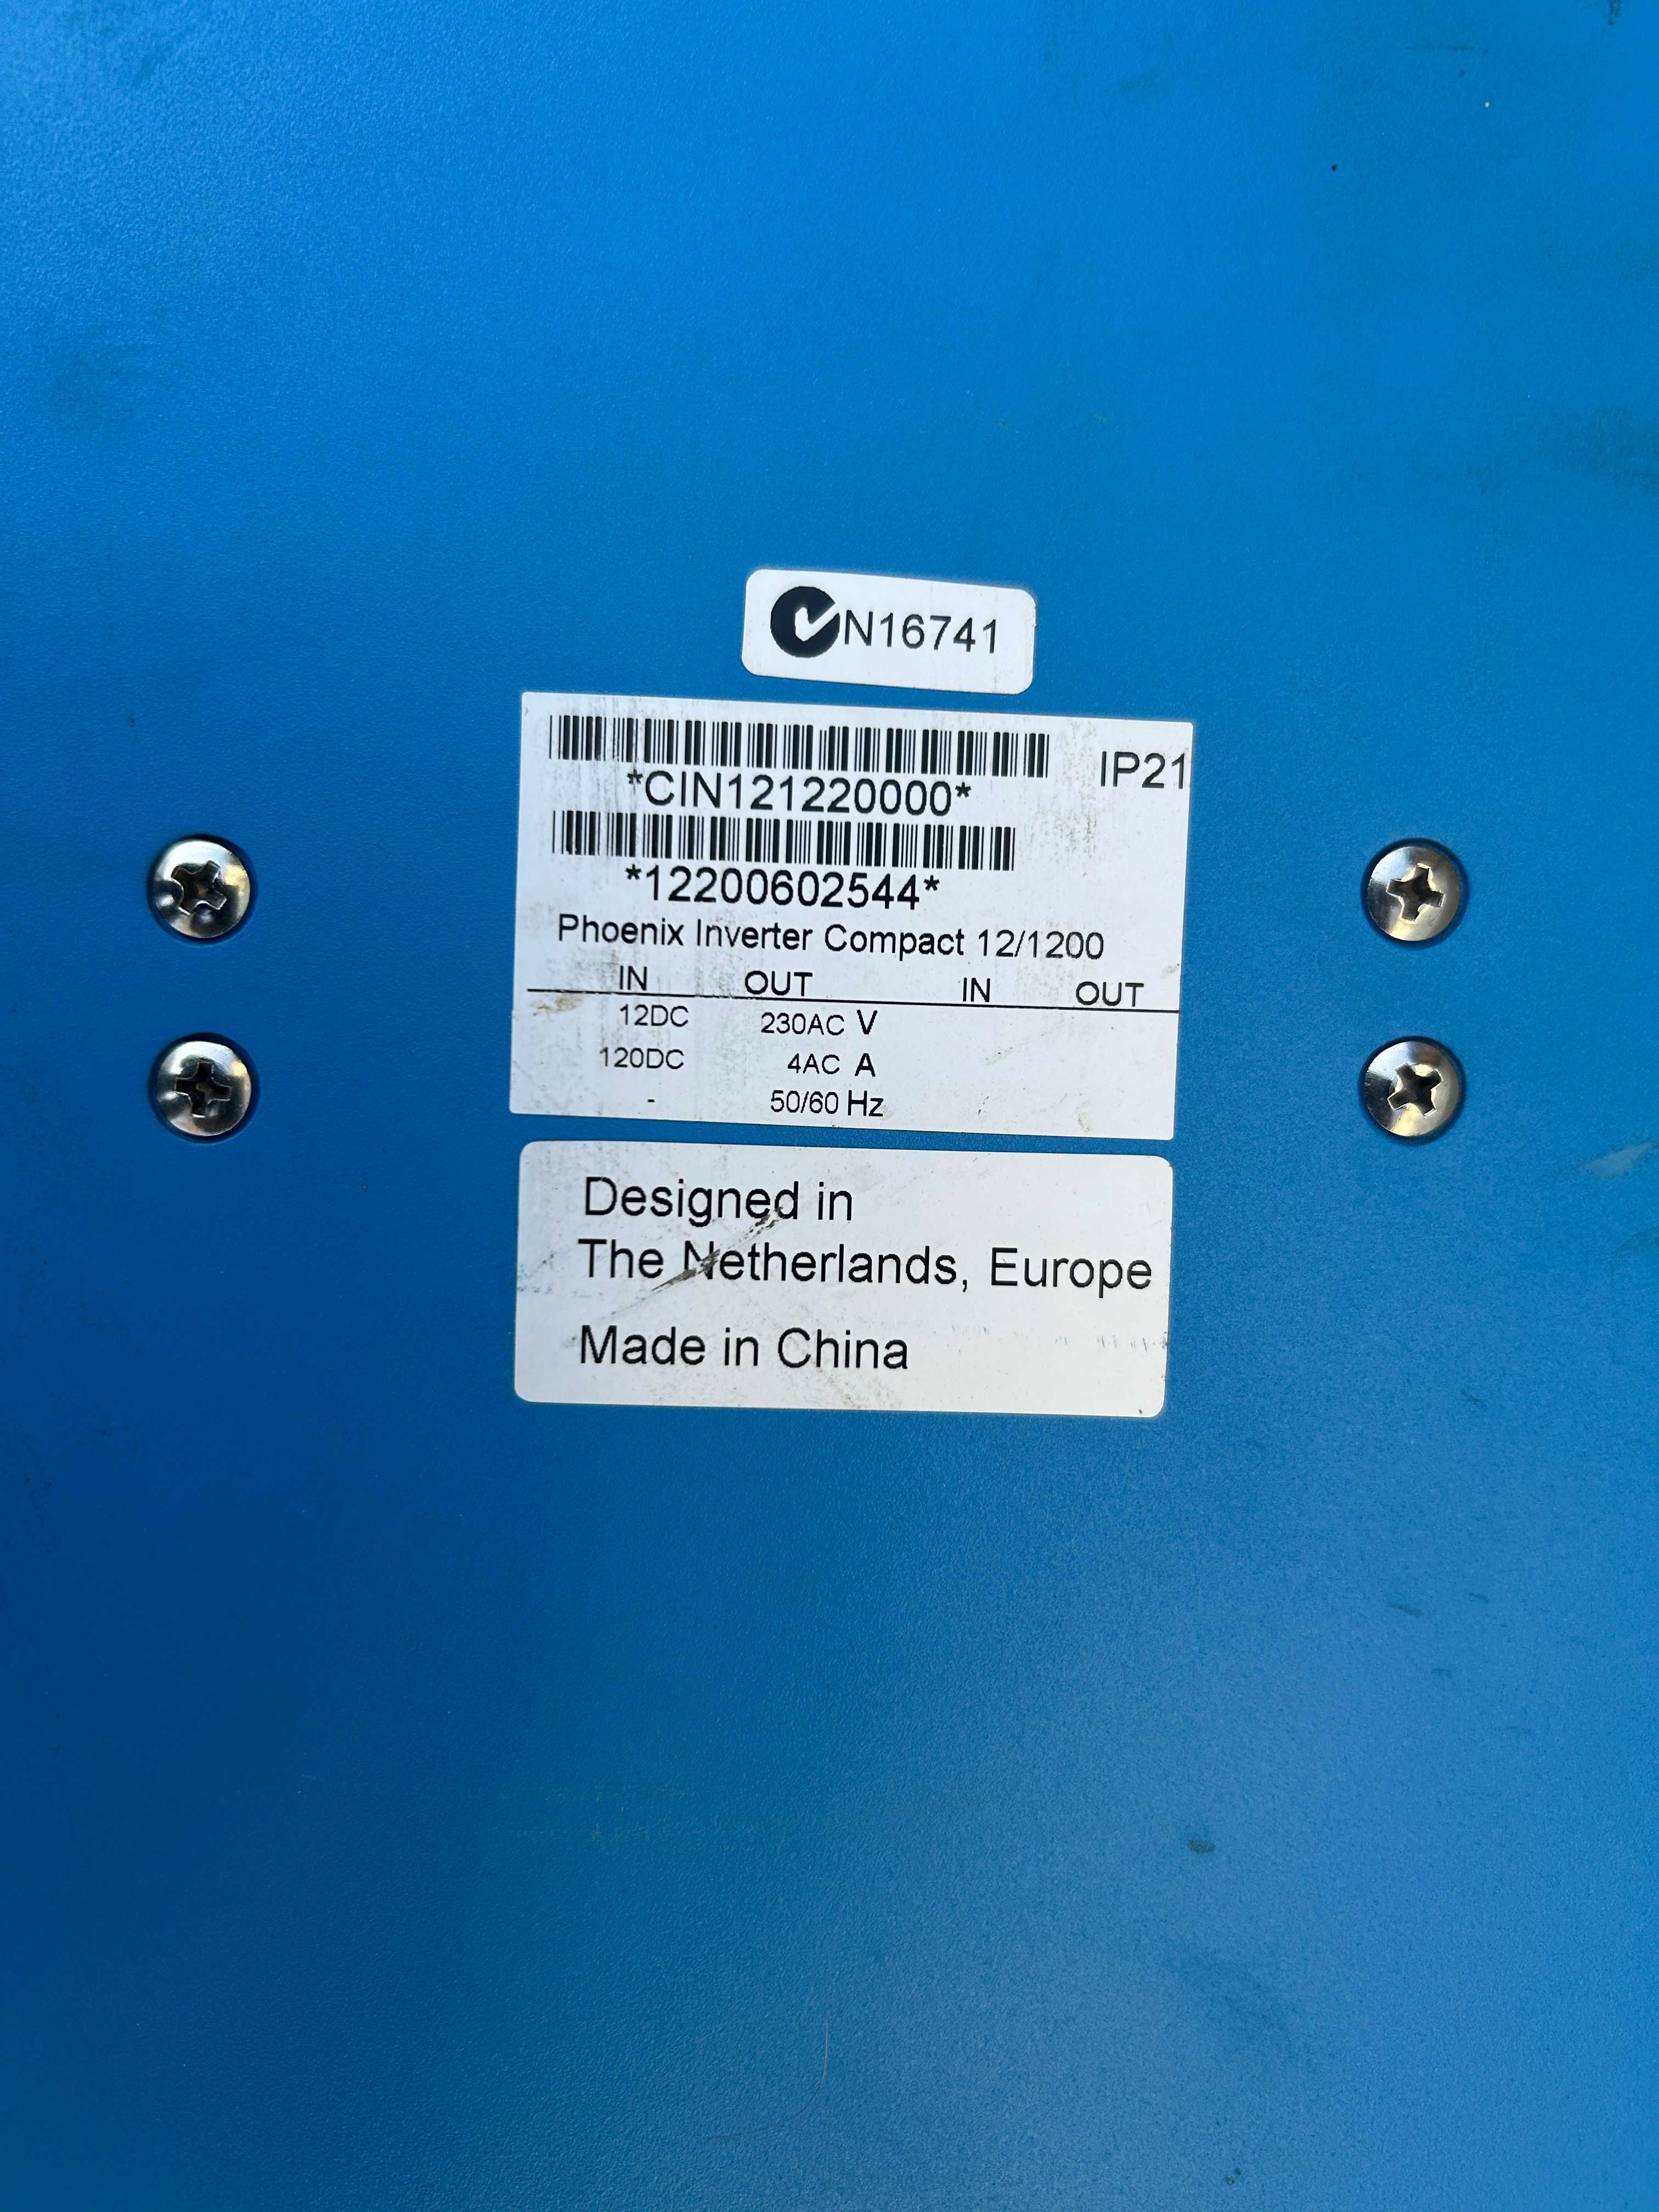 N16741
IP21
*CIN121220000*
*12200602544*
Phoenix Inverter Compact 12/1200
IN OUT IN OUT
12DC 230AC V
120DC 4AC A
- 50/60 Hz
Designed in
The Netherlands, Europe
Made in China